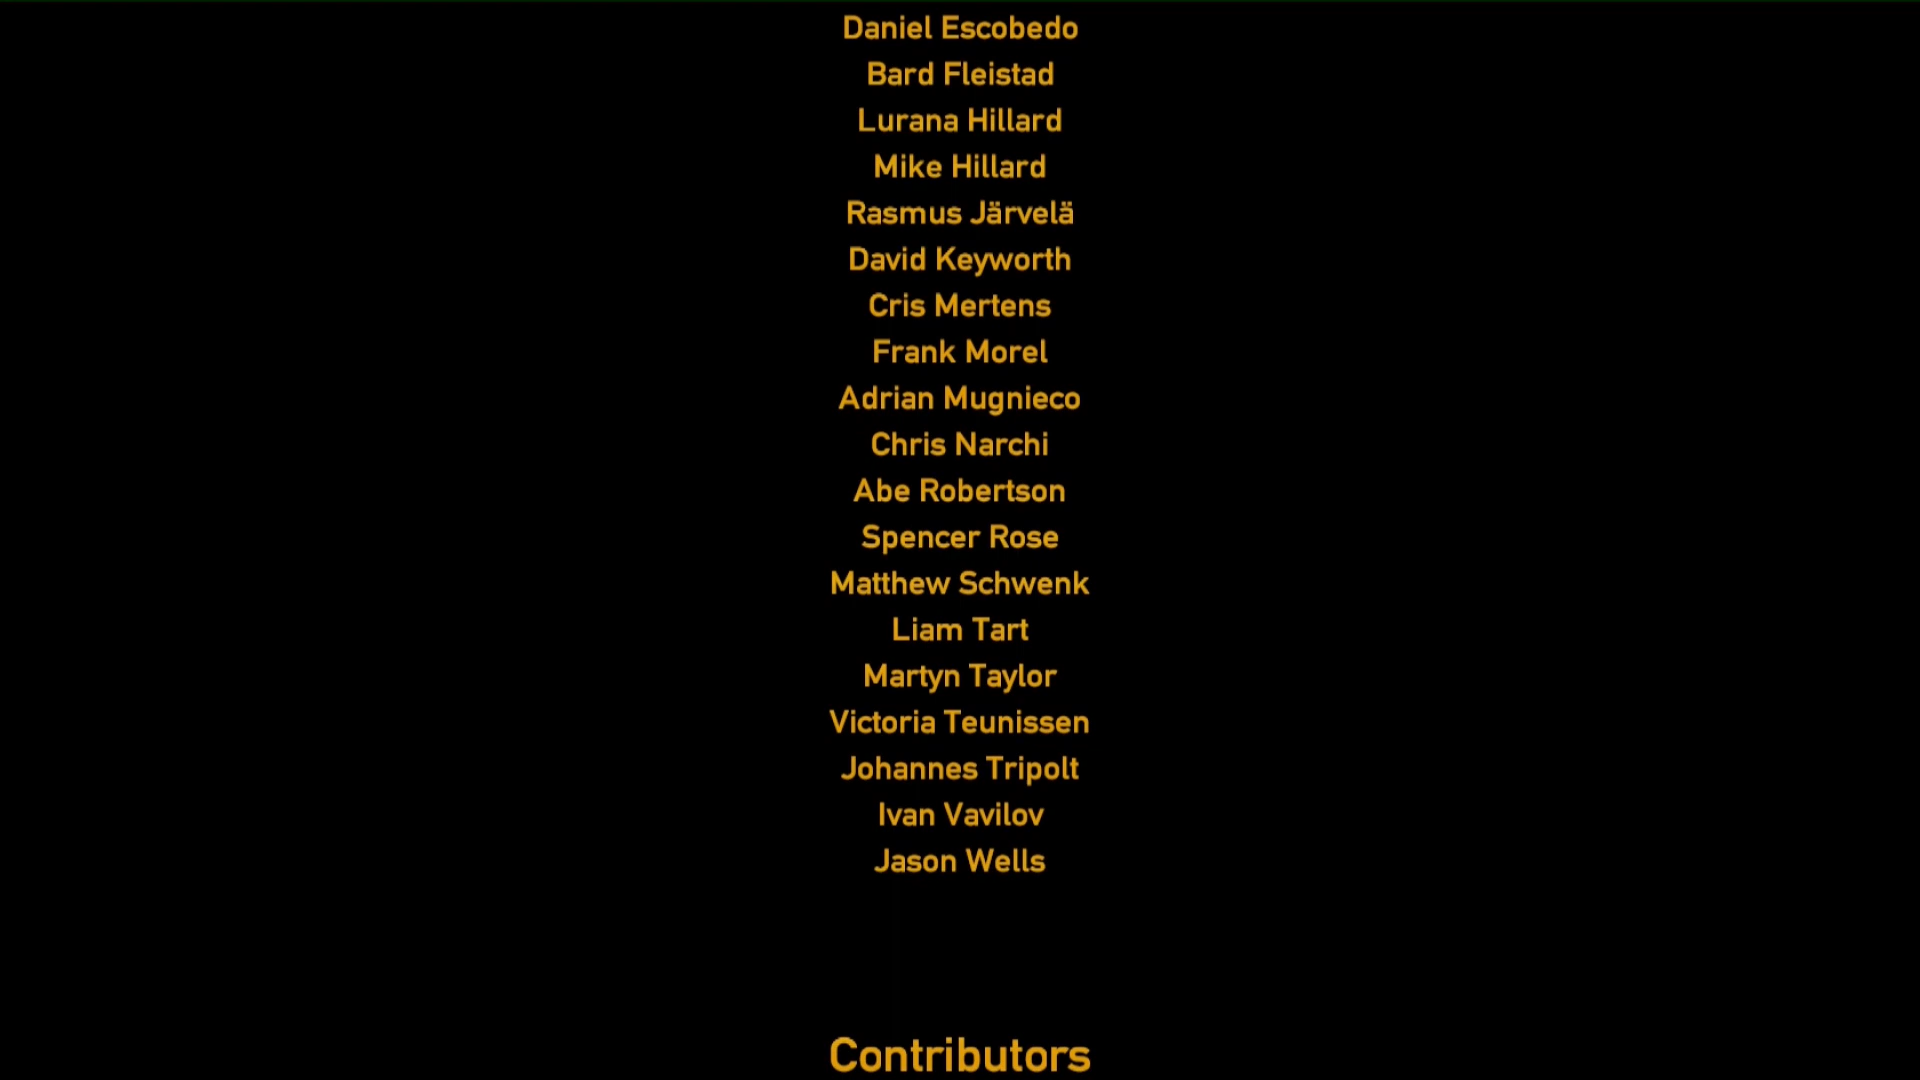 Daniel Escobedo
Bard Fleistad
Lurana Hillard
Mike Hillard
Rasmus Järvelä
David Keyworth
Cris Mertens
Frank Morel
Adrian Mugnieco
Chris Narchi
Abe Robertson
Spencer Rose
Matthew Schwenk
Liam Tart
Martyn Taylor
Victoria Teunissen
Johannes Tripolt
Ivan Vavilov
Jason Wells
Contributors